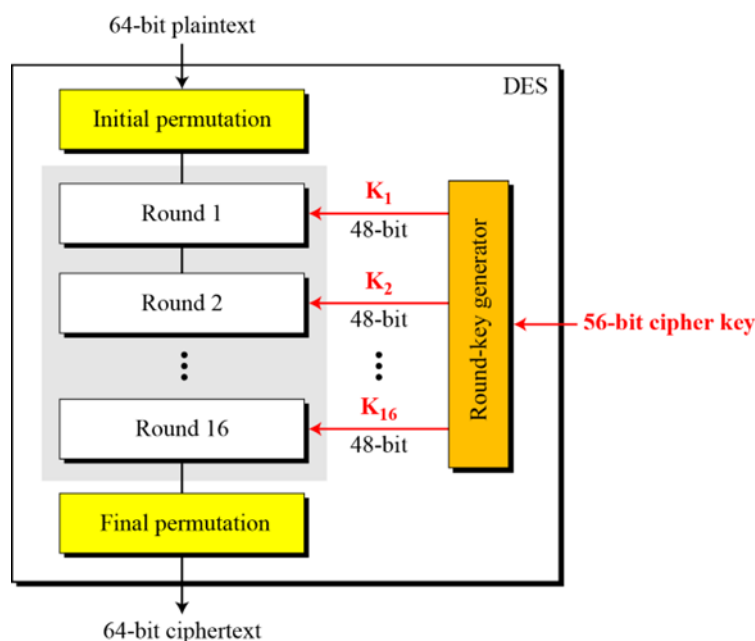 64-bit plaintext
DES
Initial permutation
Round 1
K1
48-bit
Round 2
K2
48-bit
Round-key generator
56-bit cipher key
Round 16
K16
48-bit
Final permutation
64-bit ciphertext